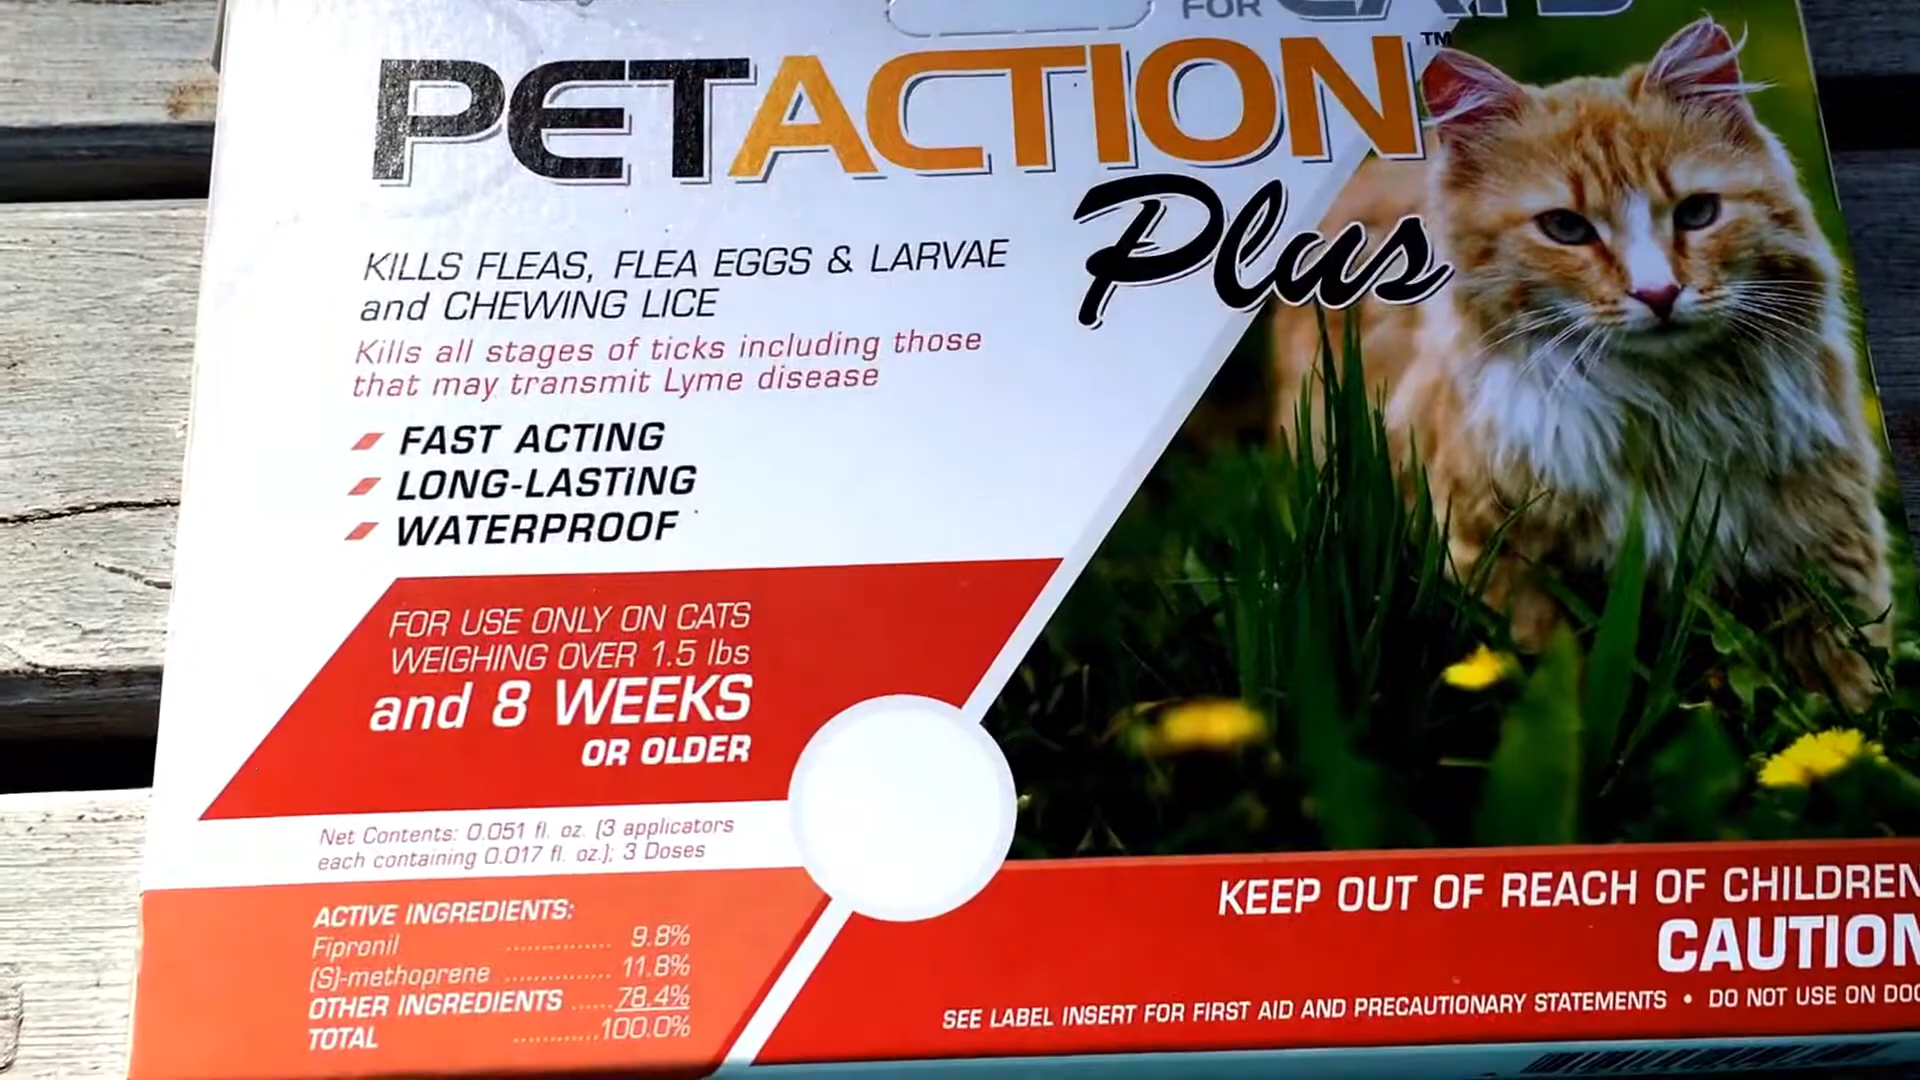 FOR CATS
PETACTION™
Plus
KILLS FLEAS, FLEA EGGS & LARVAE
and CHEWING LICE
Kills all stages of ticks including those
that may transmit Lyme disease
FAST ACTING
LONG-LASTING
WATERPROOF
FOR USE ONLY ON CATS
WEIGHING OVER 1.5 lbs
and 8 WEEKS
OR OLDER
Net Contents: 0.051 fl. oz. (3 applicators
each containing 0.017 fl. oz.); 3 Doses
ACTIVE INGREDIENTS:
Fipronil ............... 9.8%
(S)-methoprene ............... 11.8%
OTHER INGREDIENTS ...... 78.4%
TOTAL ............ 100.0%
KEEP OUT OF REACH OF CHILDREN
CAUTION
SEE LABEL INSERT FOR FIRST AID AND PRECAUTIONARY STATEMENTS • DO NOT USE ON